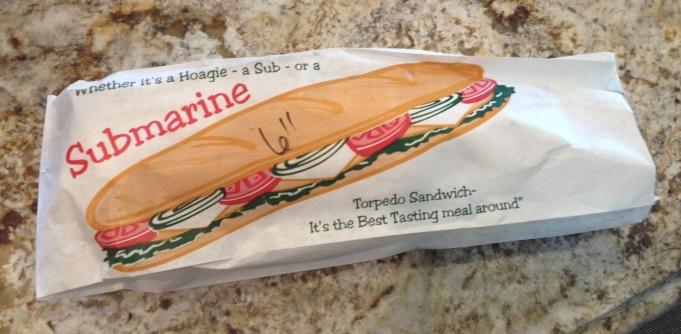 Whether it's a Hoagie - a Sub - or a
Submarine
6"
Torpedo Sandwich-
It's the Best Tasting meal around"